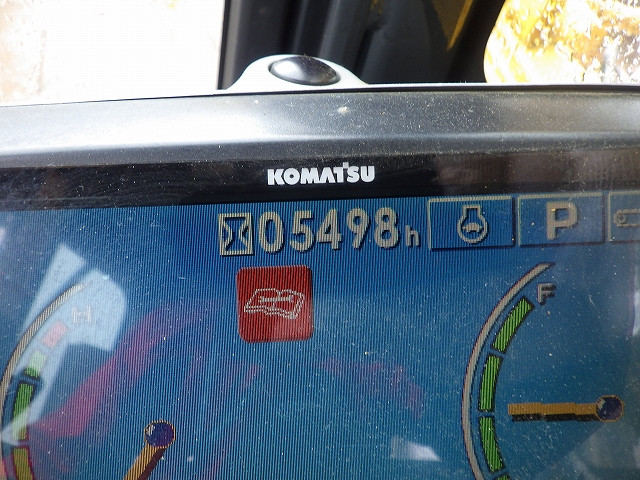 KOMATSU
05498h P
H F